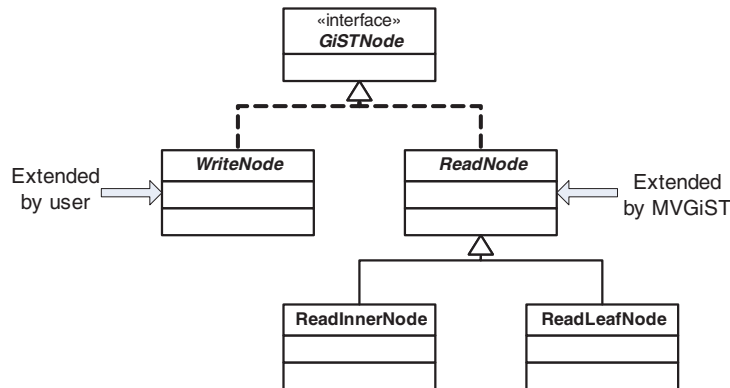 «interface»
GiSTNode
WriteNode
ReadNode
Extended
by user
Extended
by MVGiST
ReadInnerNode
ReadLeafNode